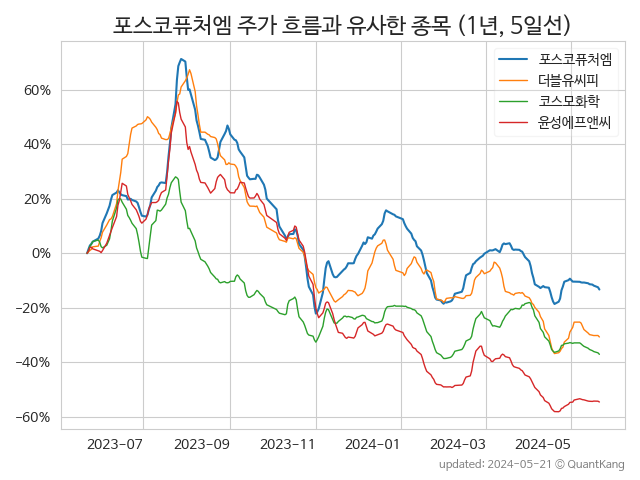 포스코퓨처엠 주가 흐름과 유사한 종목 (1년, 5일선)
포스코퓨처엠
더블유씨피
코스모화학
윤성에프앤씨
60%
40%
20%
0%
−20%
−40%
−60%
2023-07
2023-09
2023-11
2024-01
2024-03
2024-05
updated: 2024-05-21 © QuantKang